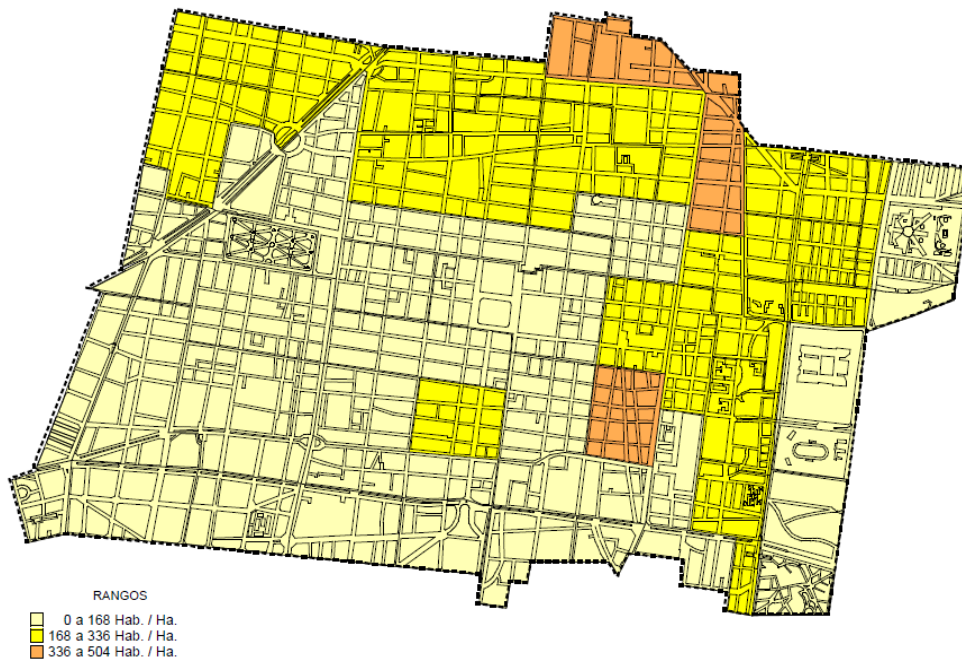 RANGOS
0 a 168 Hab. / Ha.
168 a 336 Hab. / Ha.
336 a 504 Hab. / Ha.